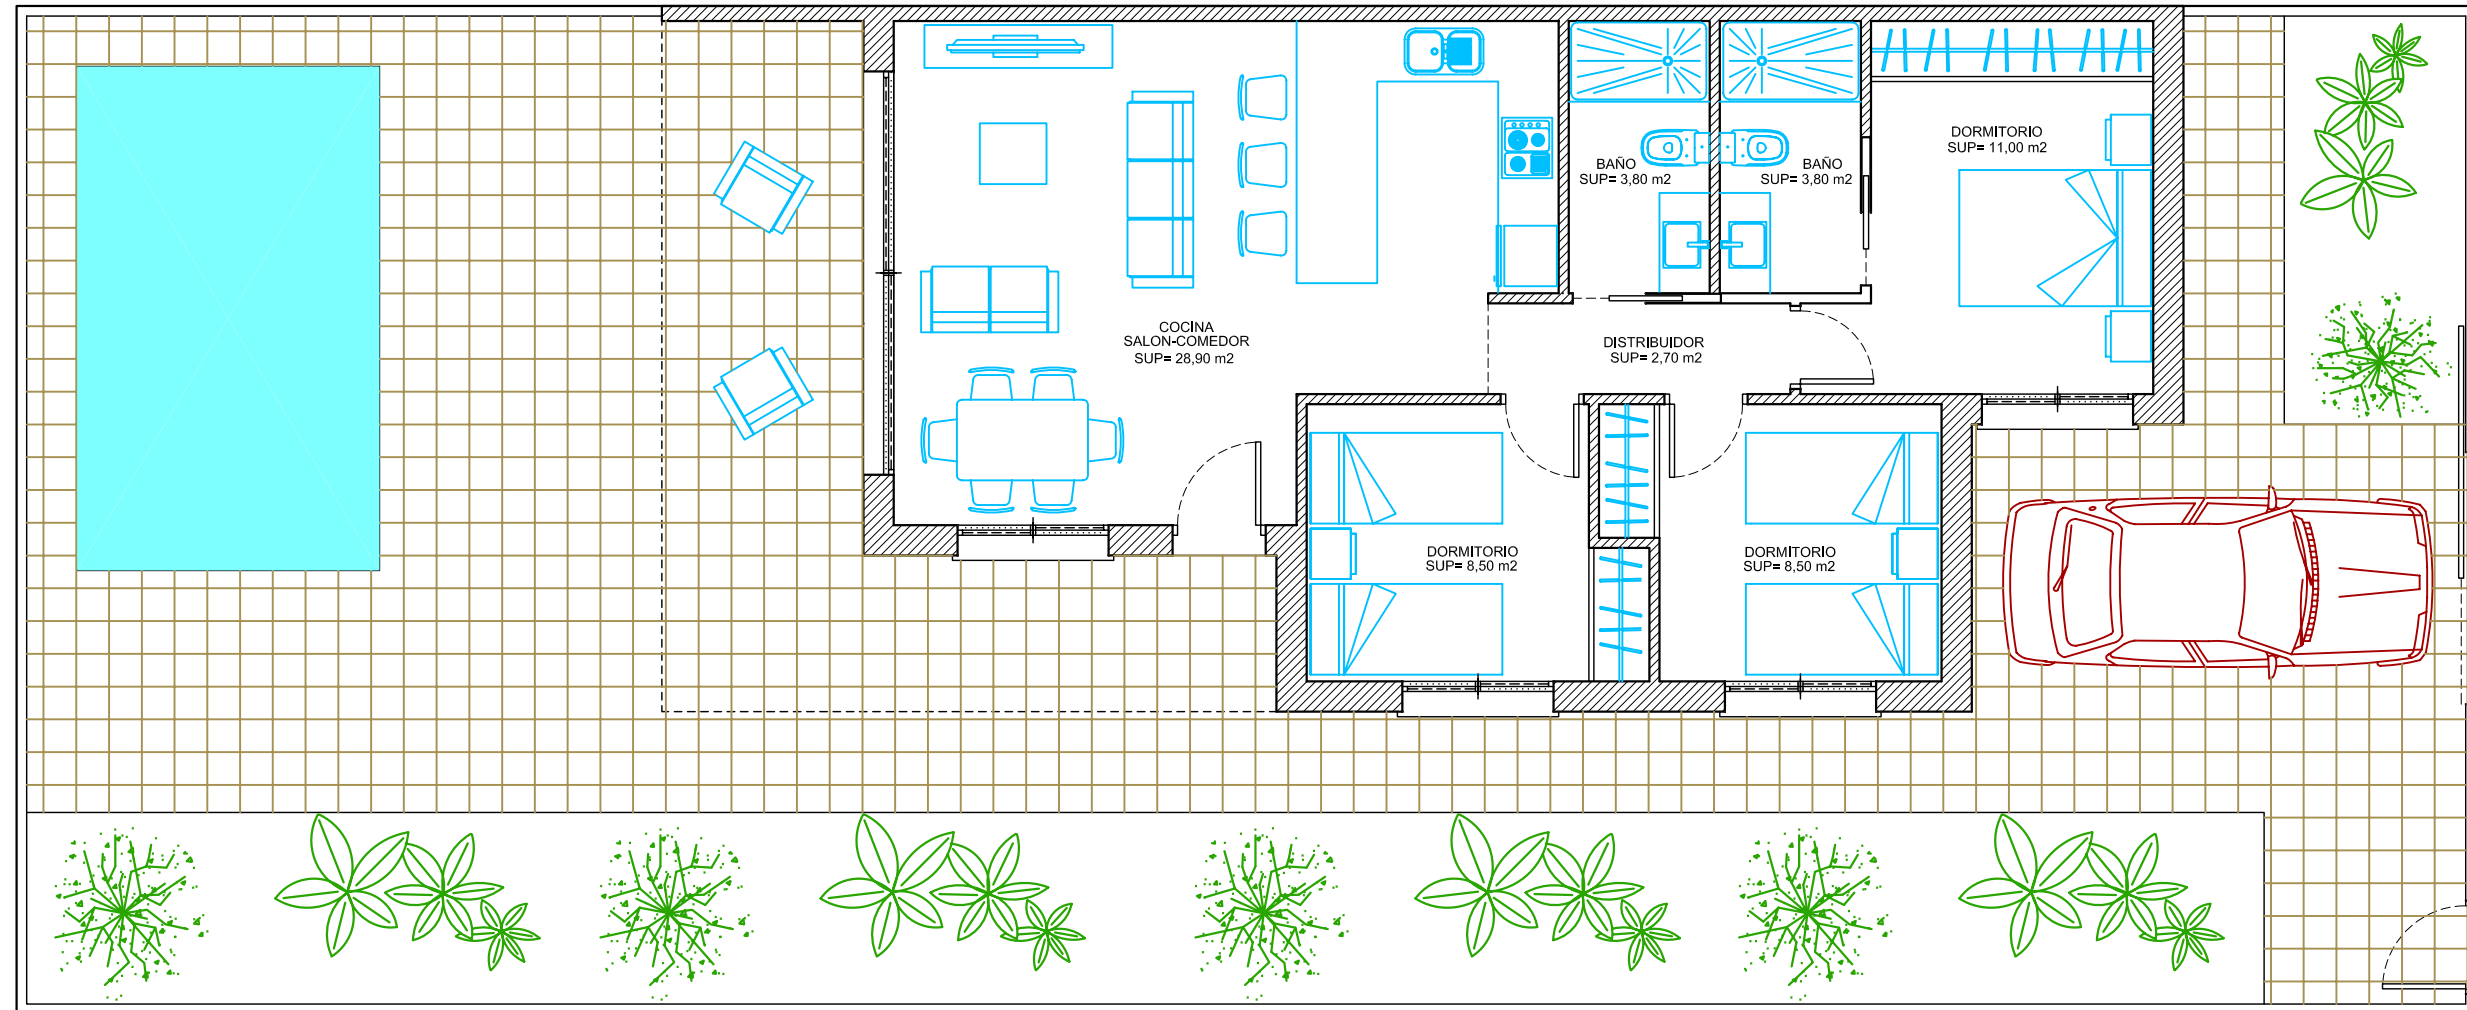 DORMITORIO
SUP= 11,00 m2
BAÑO
SUP= 3,80 m2
BAÑO
SUP= 3,80 m2
COCINA
SALON-COMEDOR
SUP= 28,90 m2
DISTRIBUIDOR
SUP= 2,70 m2
DORMITORIO
SUP= 8,50 m2
DORMITORIO
SUP= 8,50 m2